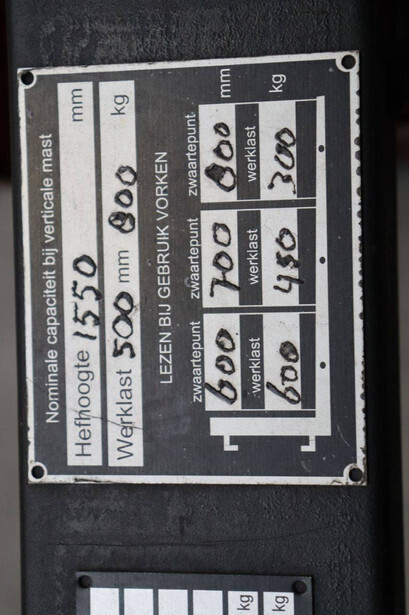 Nominale capaciteit bij verticale mast
Hefhoogte 1550 mm
Werklast 500 mm 800 kg
LEZEN BIJ GEBRUIK VORKEN
zwaartepunt zwaartepunt zwaartepunt
600 700 800 mm
werklast werklast werklast
600 450 300 kg
kg
kg